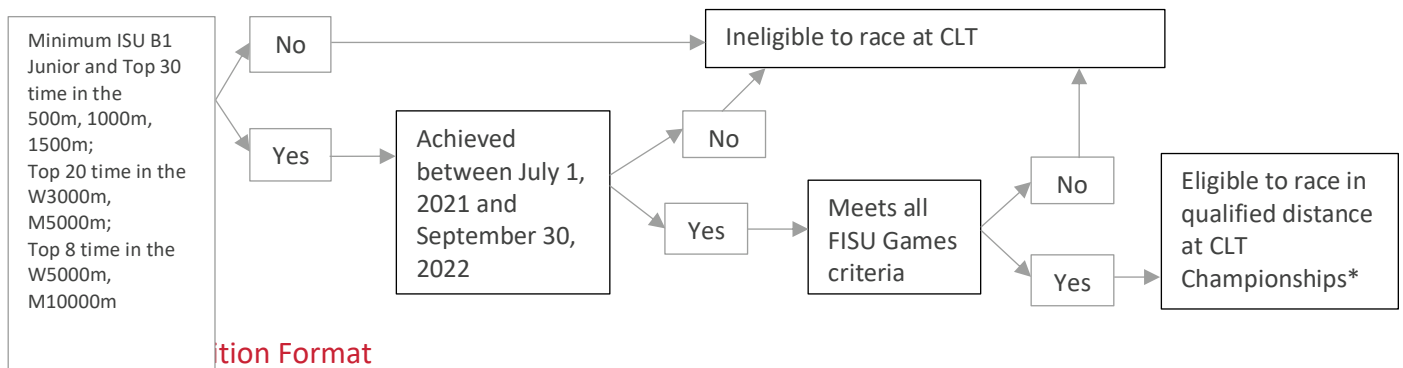 Minimum ISU B1
Junior and Top 30
time in the
500m, 1000m,
1500m;
Top 20 time in the
W3000m,
M5000m;
Top 8 time in the
W5000m,
M10000m
No
Yes
Ineligible to race at CLT
Achieved
between July 1,
2021 and
September 30,
2022
No
Yes
Meets all
FISU Games
criteria
No
Yes
Eligible to race in
qualified distance
at CLT
Championships*
ition Format